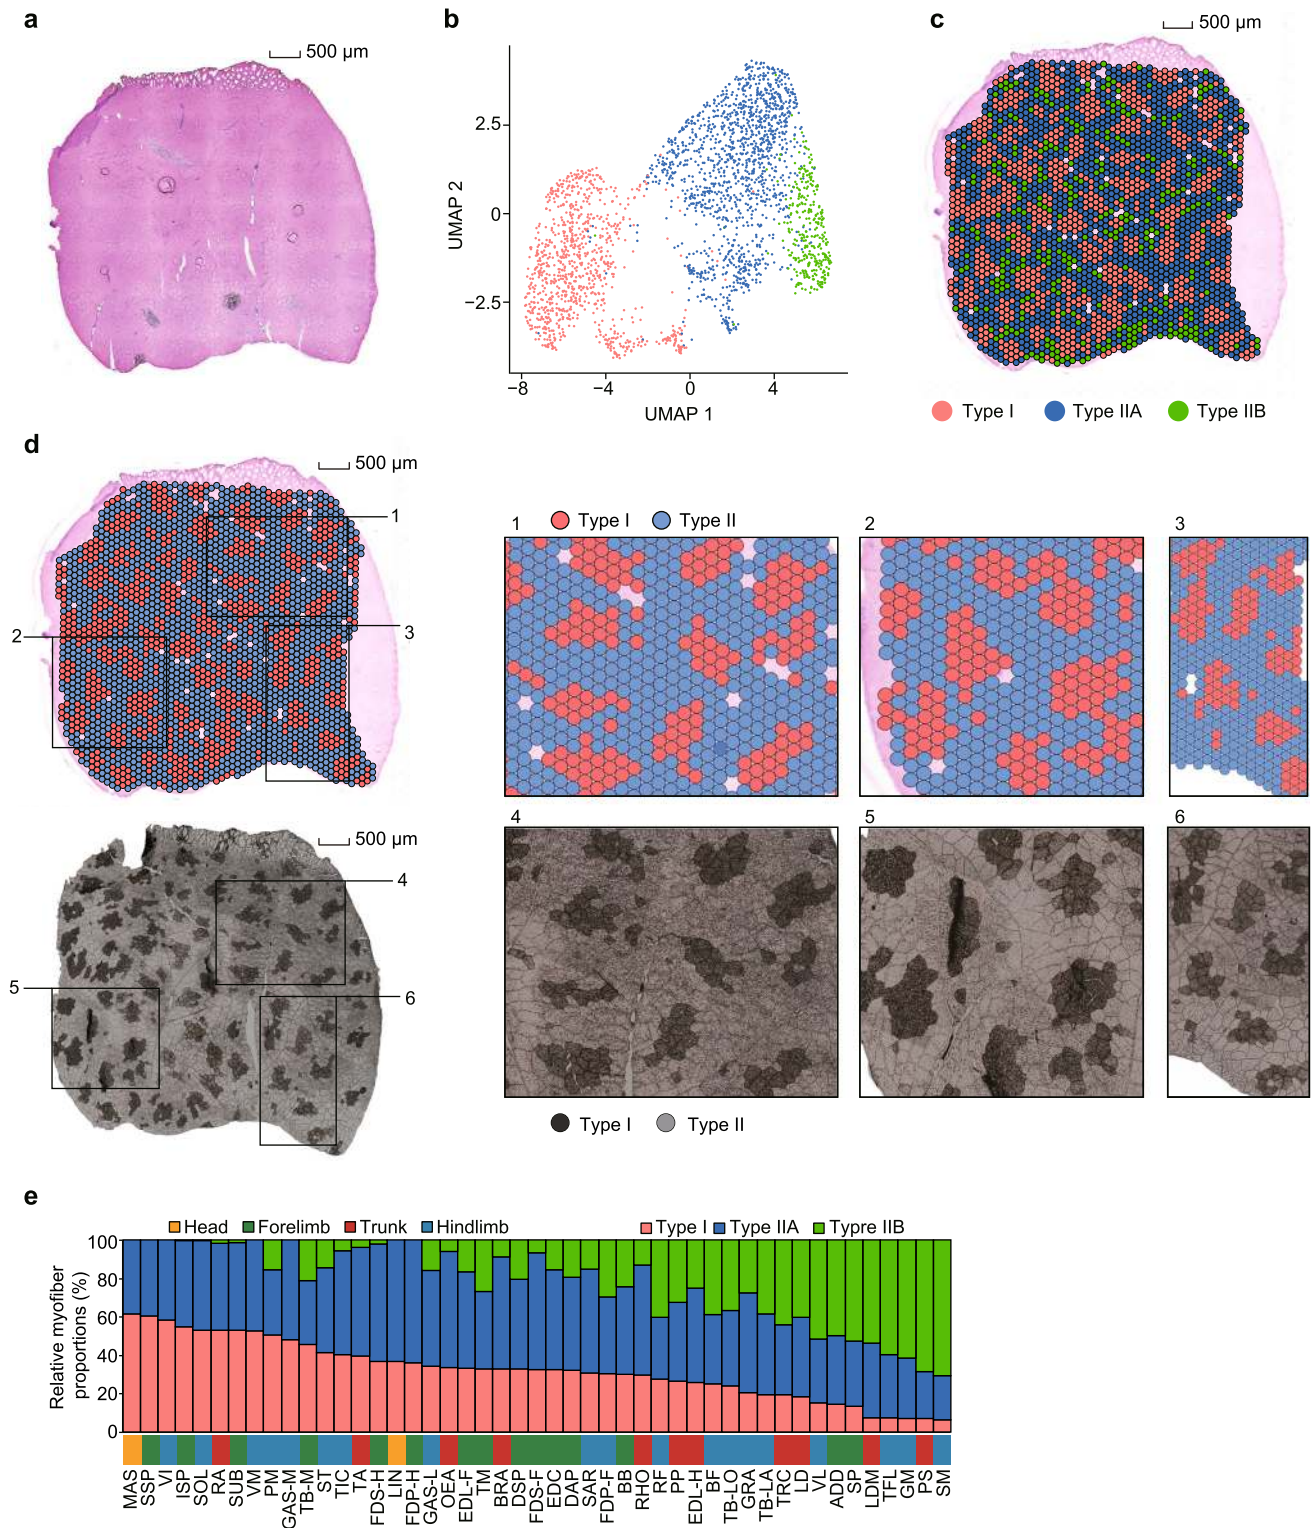 a
500 µm
b
2.5
0
−2.5
UMAP 2
−8 −4 0 4
UMAP 1
c
500 µm
Type I Type IIA Type IIB
d
500 µm
1
2
3
1 Type I Type II
2
3
500 µm
4
5
6
4
5
6
Type I Type II
e
Head Forelimb Trunk Hindlimb Type I Type IIA Typre IIB
Relative myofiber
proportions (%)
100
80
60
40
20
0
MAS SSP VI ISP SOL RA SUB VM PM GAS-M TB-M ST TIC TA FDS-H LIN FDP-H GAS-L OEA EDL-F TM BRA DSP FDS-F EDC DAP SAR FDP-F BB RHO RF PP EDL-H BF TB-LO GRA TB-LA TRC LD VL ADD SP LDM TFL GM PS SM